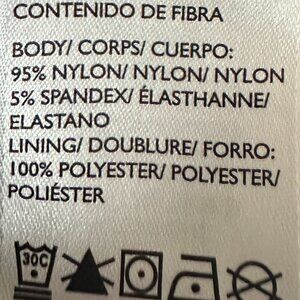 CONTENIDO DE FIBRA
BODY/ CORPS/ CUERPO:
95% NYLON/ NYLON/ NYLON
5% SPANDEX/ ÉLASTHANNE/
ELASTANO
LINING/ DOUBLURE/ FORRO:
100% POLYESTER/ POLYESTER/
POLIÉSTER
30C